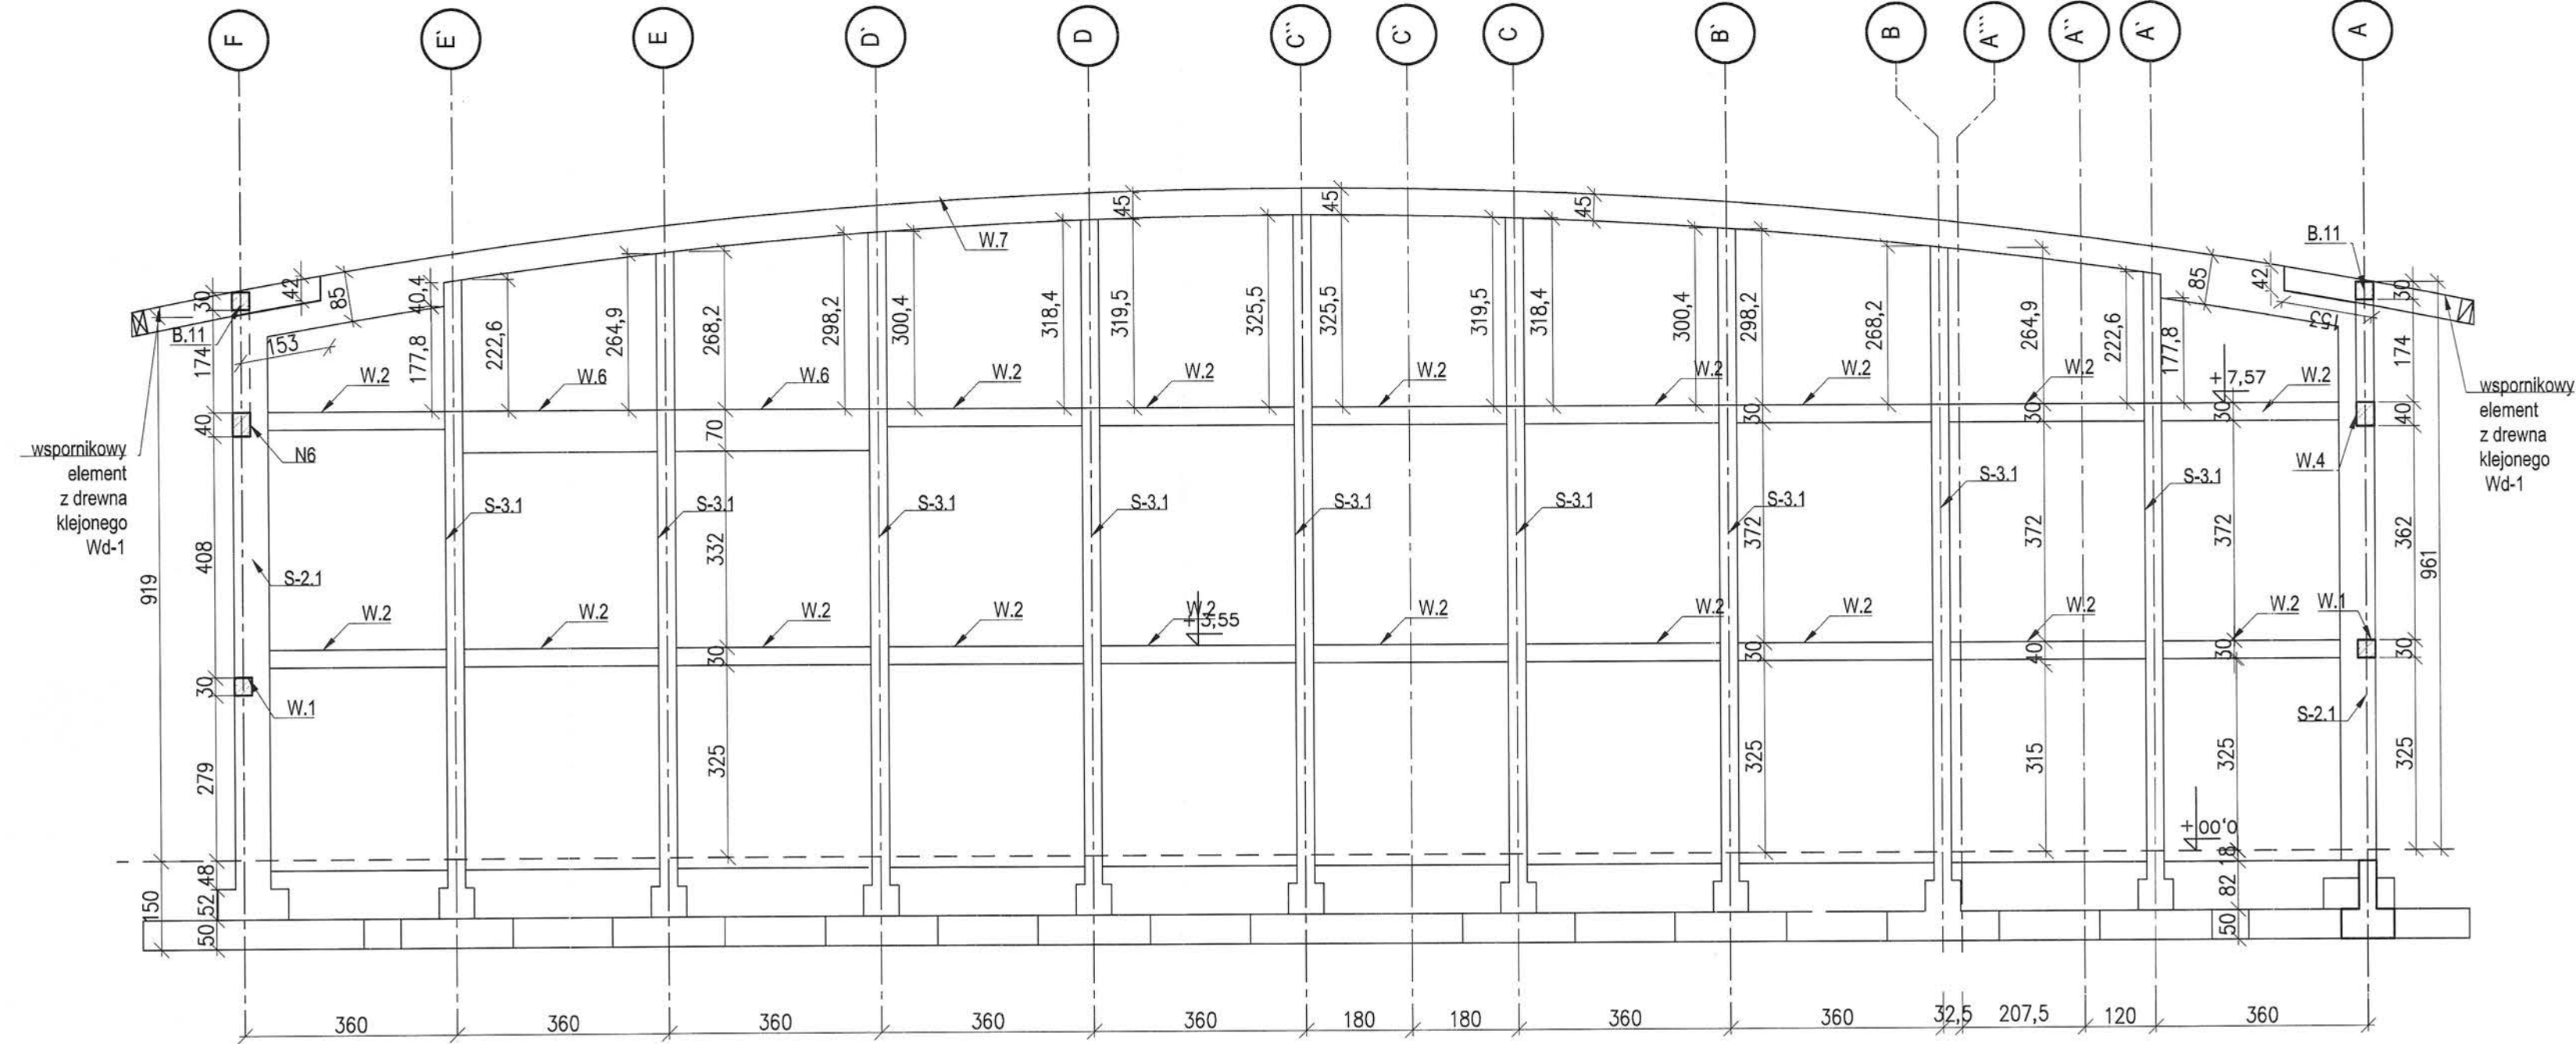 F E` E D` D C`` C` C B` B A``` A`` A` A
W.7
45
45
45
B.11
B.11
30
42
85
40,4
153
174
177,8
222,6
264,9
268,2
298,2
300,4
318,4
319,5
325,5
325,5
319,5
318,4
300,4
298,2
268,2
264,9
222,6
177,8
85
42
153
30
174
W.2
W.6
W.6
W.2
W.2
W.2
W.2
W.2
W.2
W.2
+ 7,57
30
30
30
40
70
40
N6
W.4
wspornikowy
element
z drewna
klejonego
Wd-1
wspornikowy
element
z drewna
klejonego
Wd-1
S-3.1
S-3.1
S-3.1
S-3.1
S-3.1
S-3.1
S-3.1
S-3.1
S-3.1
919
408
332
372
372
372
362
961
S-2.1
W.2
W.2
W.2
W.2
W.2
W.2
W.2
W.2
W.2
W.2
W.1
+ 3,55
30
30
30
40
30
30
W.1
S-2.1
279
325
325
315
325
325
+ 0,00
150
48
52
50
18
82
50
360
360
360
360
360
180
180
360
360
32,5
207,5
120
360